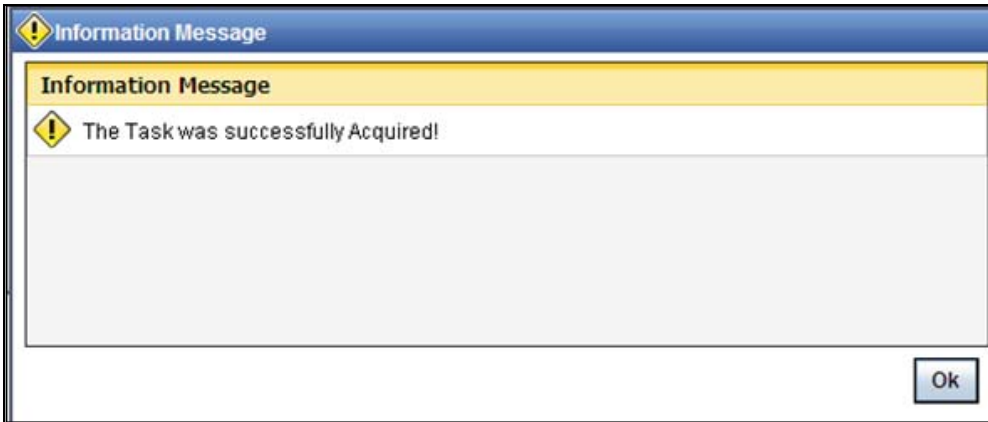 Information Message
Information Message
The Task was successfully Acquired!
Ok